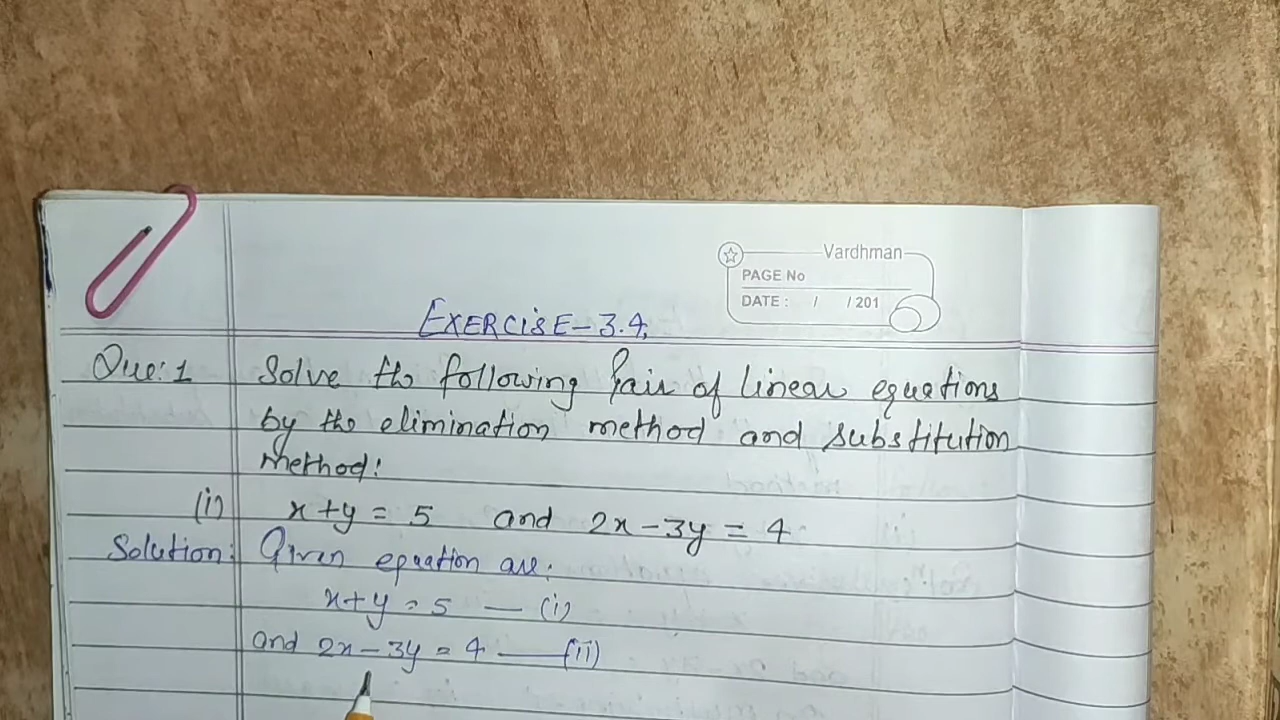 Vardhman
PAGE No
DATE : / / 201
EXERCISE-3.4,
Que:1 Solve the following Pair of linear equations
by the elimination method and substitution
method:
(i) x+y = 5 and 2x-3y = 4
Solution: Given equation are:
x+y = 5 — (i)
and 2x-3y = 4 —— (ii)